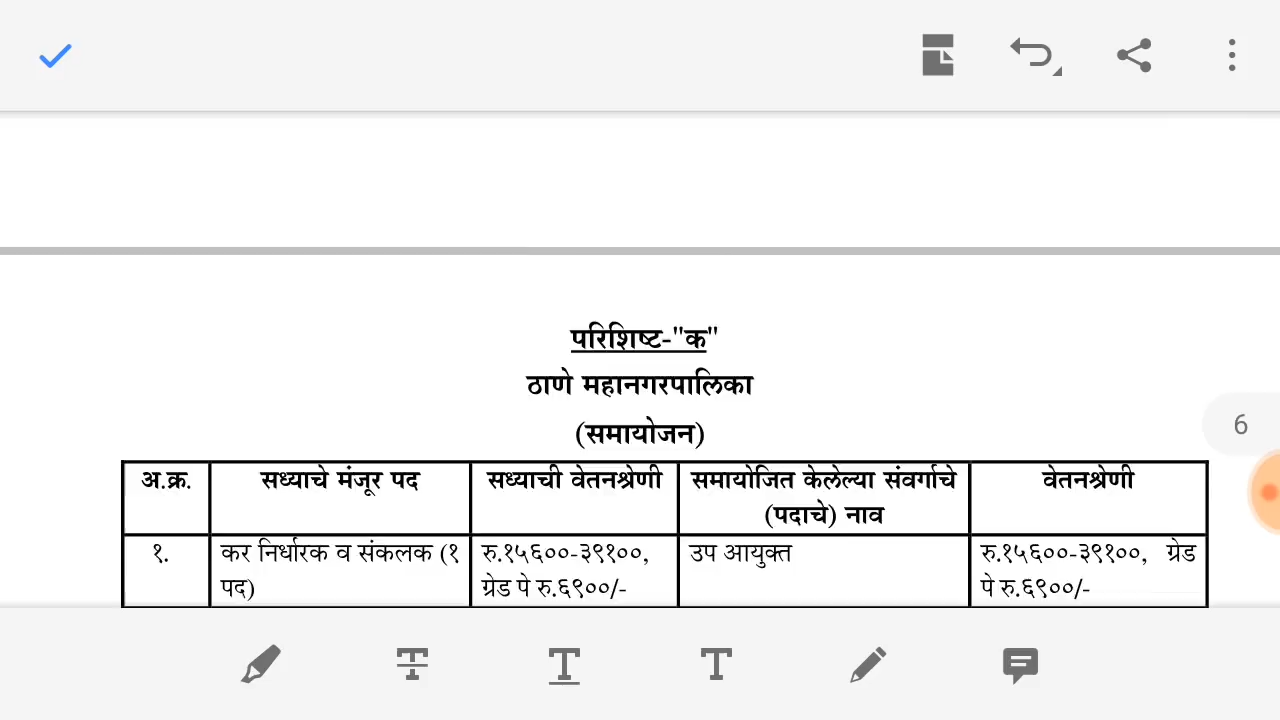 परिशिष्ट-"क"
ठाणे महानगरपालिका
(समायोजन)
6
अ.क्र. सध्याचे मंजूर पद सध्याची वेतनश्रेणी समायोजित केलेल्या संवर्गाचे (पदाचे) नाव वेतनश्रेणी
१. कर निर्धारक व संकलक (१ पद) रु.१५६००-३९१००, ग्रेड पे रु.६९००/- उप आयुक्त रु.१५६००-३९१००, ग्रेड पे रु.६९००/-